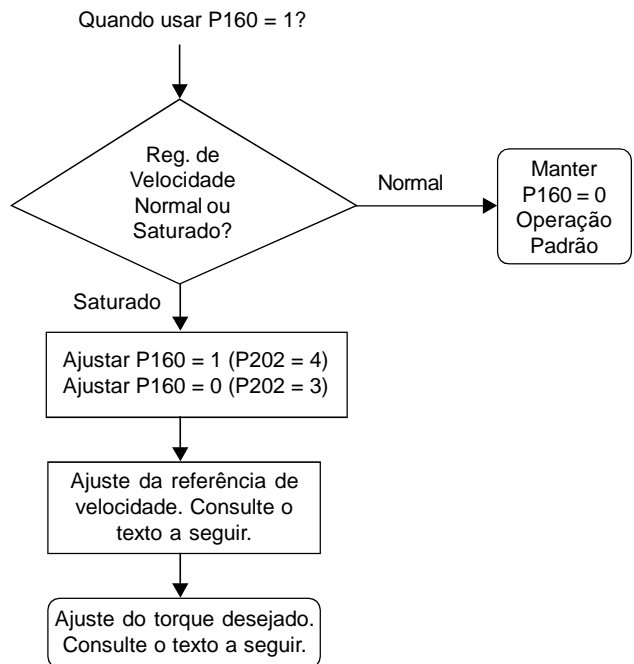 Quando usar P160 = 1?
Reg. de
Velocidade
Normal ou
Saturado?
Normal
Manter
P160 = 0
Operação
Padrão
Saturado
Ajustar P160 = 1 (P202 = 4)
Ajustar P160 = 0 (P202 = 3)
Ajuste da referência de
velocidade. Consulte o
texto a seguir.
Ajuste do torque desejado.
Consulte o texto a seguir.